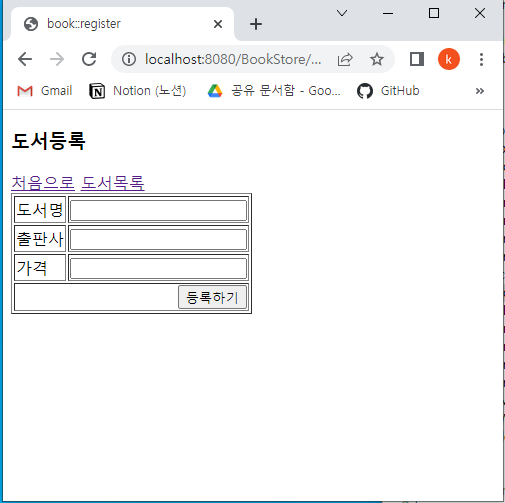 book::register
localhost:8080/BookStore/...
k
Gmail Notion (노션) 공유 문서함 - Goo... GitHub »
도서등록
처음으로 도서목록
도서명
출판사
가격
등록하기